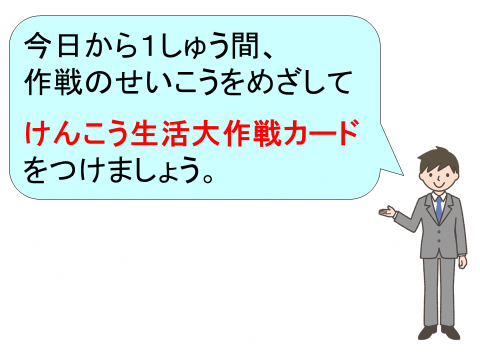 今日から１しゅう間、
作戦のせいこうをめざして
けんこう生活大作戦カード
をつけましょう。